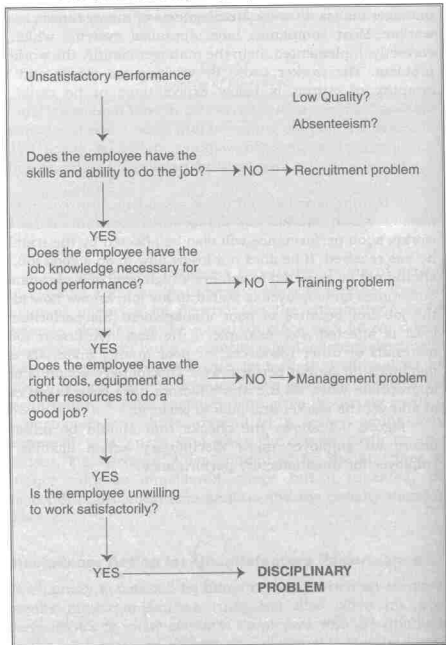 Unsatisfactory Performance
Low Quality?
Absenteeism?
Does the employee have the
skills and ability to do the job? → NO → Recruitment problem
YES
Does the employee have the
job knowledge necessary for
good performance? → NO → Training problem
YES
Does the employee have the
right tools, equipment and
other resources to do a
good job? → NO → Management problem
YES
Is the employee unwilling
to work satisfactorily?
YES → DISCIPLINARY
PROBLEM